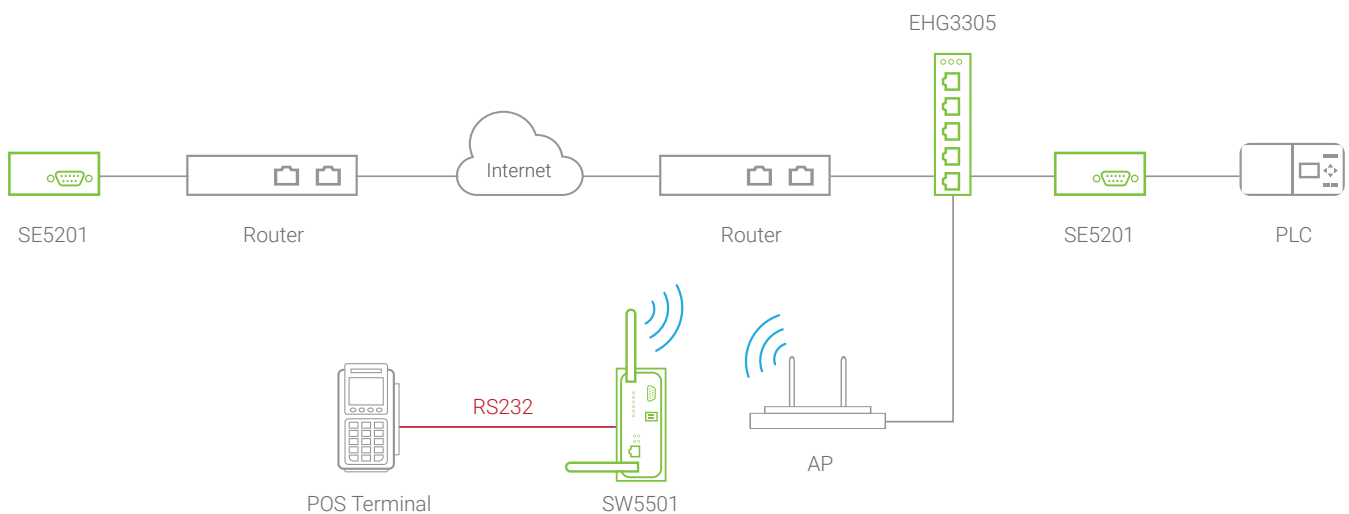 EHG3305
Internet
SE5201
Router
Router
SE5201
PLC
RS232
AP
POS Terminal
SW5501